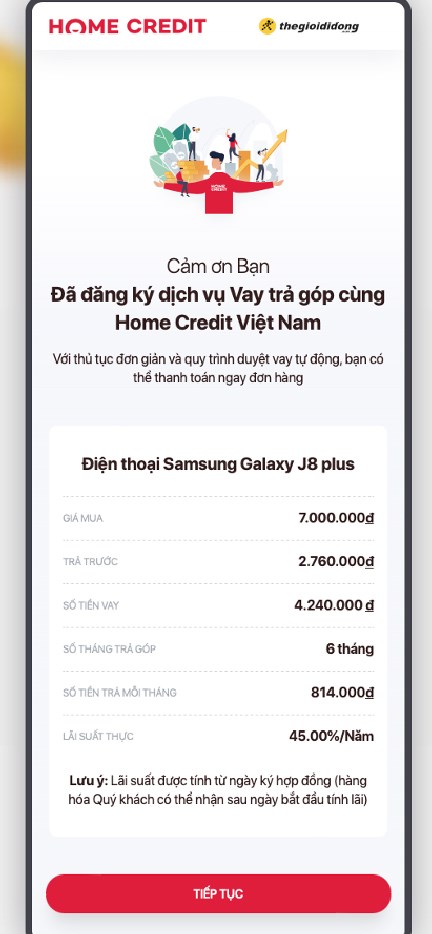 HOME CREDIT
thegioididong
.com
HOME
CREDIT
Cảm ơn Bạn
Đã đăng ký dịch vụ Vay trả góp cùng
Home Credit Việt Nam
Với thủ tục đơn giản và quy trình duyệt vay tự động, bạn có
thể thanh toán ngay đơn hàng
Điện thoại Samsung Galaxy J8 plus
GIÁ MUA 7.000.000đ
TRẢ TRƯỚC 2.760.000đ
SỐ TIỀN VAY 4.240.000 đ
SỐ THÁNG TRẢ GÓP 6 tháng
SỐ TIỀN TRẢ MỖI THÁNG 814.000đ
LÃI SUẤT THỰC 45.00%/Năm
Lưu ý: Lãi suất được tính từ ngày ký hợp đồng (hàng
hóa Quý khách có thể nhận sau ngày bắt đầu tính lãi)
TIẾP TỤC